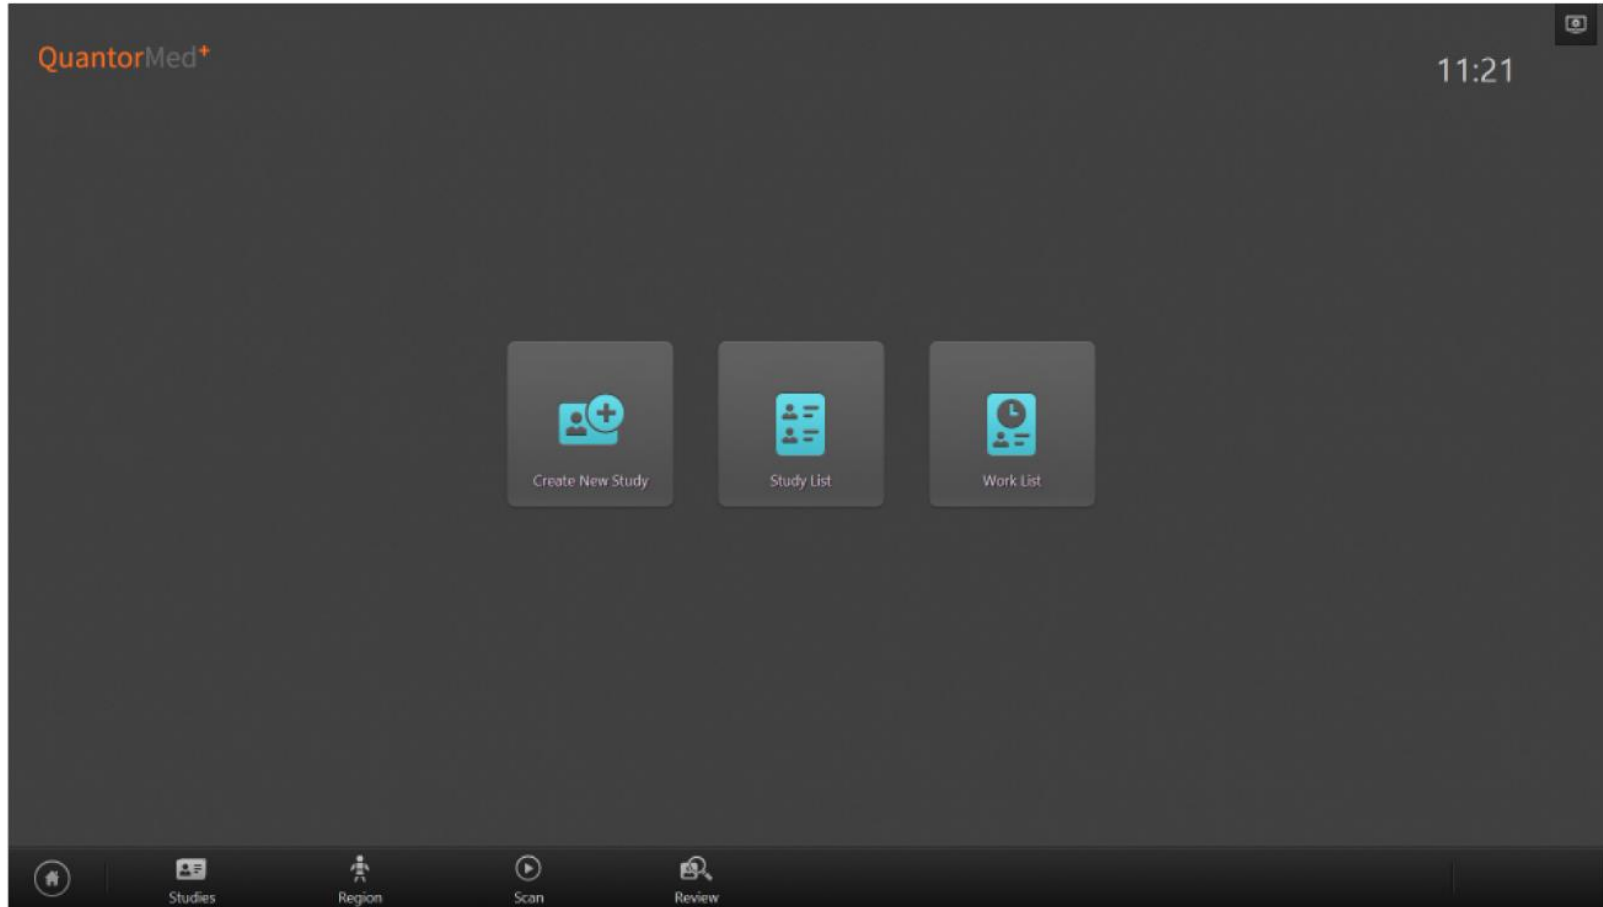 QuantorMed+
11:21
Create New Study
Study List
Work List
Studies
Region
Scan
Review